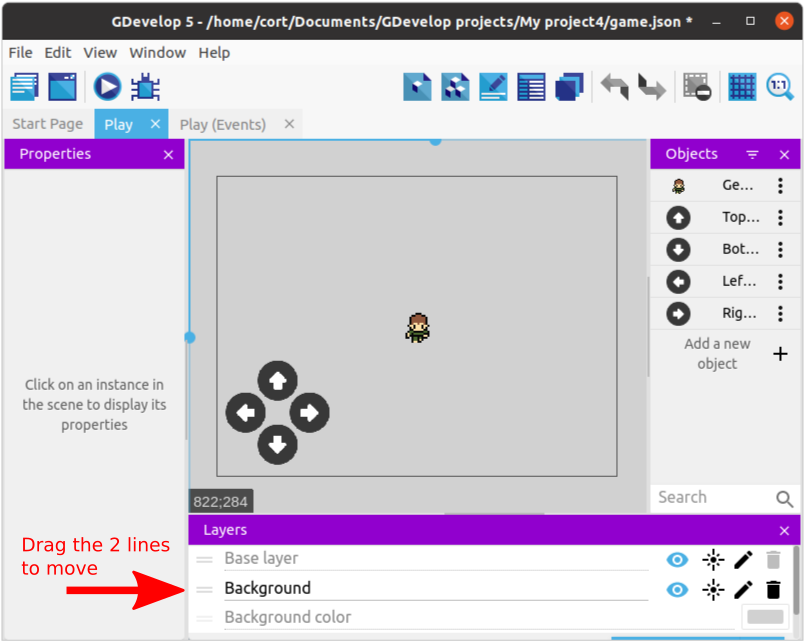 GDevelop 5 - /home/cort/Documents/GDevelop projects/My project4/game.json *
File Edit View Window Help
1:1
Start Page Play × Play (Events) ×
Properties ×
Objects ×
Ge...
Top...
Bot...
Lef...
Rig...
Add a new
object
Click on an instance in
the scene to display its
properties
822;284
Search
Layers ×
Drag the 2 lines
to move
Base layer
Background
Background color